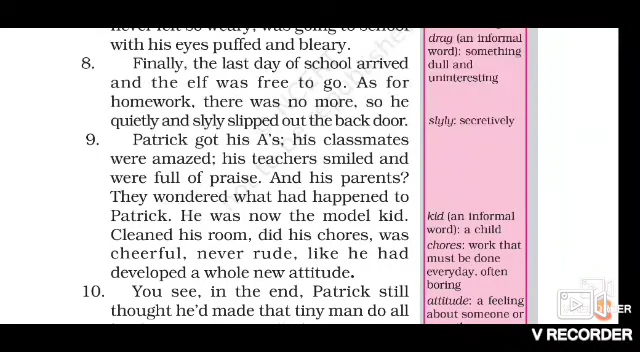 with his eyes puffed and bleary.
8. Finally, the last day of school arrived
and the elf was free to go. As for
homework, there was no more, so he
quietly and slyly slipped out the back door.
9. Patrick got his A's; his classmates
were amazed; his teachers smiled and
were full of praise. And his parents?
They wondered what had happened to
Patrick. He was now the model kid.
Cleaned his room, did his chores, was
cheerful, never rude, like he had
developed a whole new attitude.
10. You see, in the end, Patrick still
thought he'd made that tiny man do all
drag (an informal
word): something
dull and
uninteresting
slyly: secretively
kid (an informal
word): a child
chores: work that
must be done
everyday, often
boring
attitude: a feeling
about someone or
V RECORDER